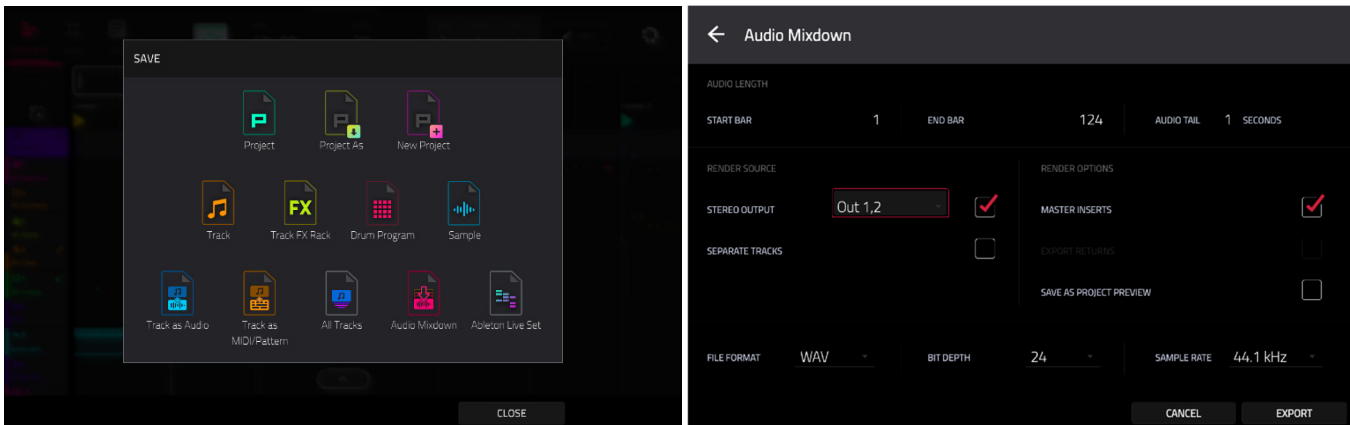 SAVE
Project
Project As
New Project
Track
Track FX Rack
Drum Program
Sample
Track as Audio
Track as
MIDI/Pattern
All Tracks
Audio Mixdown
Ableton Live Set
CLOSE
Audio Mixdown
AUDIO LENGTH
START BAR 1 END BAR 124 AUDIO TAIL 1 SECONDS
RENDER SOURCE
STEREO OUTPUT Out 1,2
SEPARATE TRACKS
RENDER OPTIONS
MASTER INSERTS
EXPORT RETURNS
SAVE AS PROJECT PREVIEW
FILE FORMAT WAV BIT DEPTH 24 SAMPLE RATE 44.1 kHz
CANCEL EXPORT